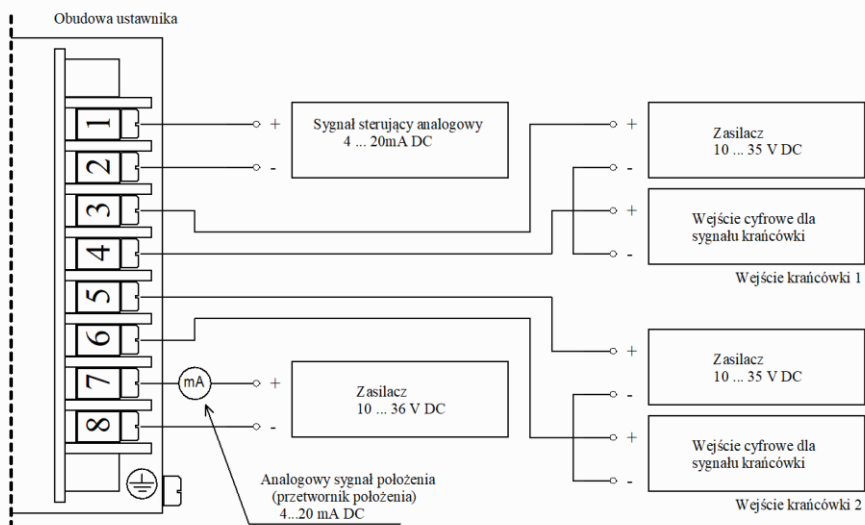 Obudowa ustawnika
1
2
3
4
5
6
7
8
+
-
Sygnał sterujący analogowy
4 ... 20mA DC
+
-
Zasilacz
10 ... 35 V DC
+
-
Wejście cyfrowe dla
sygnału krańcówki
Wejście krańcówki 1
mA
+
-
Zasilacz
10 ... 36 V DC
Analogowy sygnał położenia
(przetwornik położenia)
4...20 mA DC
+
-
Zasilacz
10 ... 35 V DC
+
-
Wejście cyfrowe dla
sygnału krańcówki
Wejście krańcówki 2